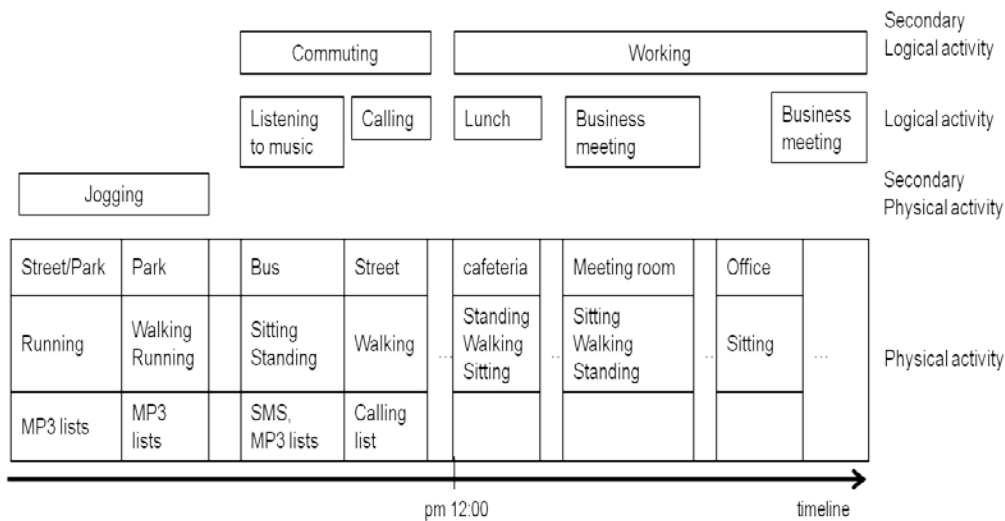 Secondary
Logical activity
Commuting
Working
Listening
to music
Calling
Lunch
Business
meeting
Business
meeting
Logical activity
Jogging
Secondary
Physical activity
Street/Park
Park
Bus
Street
cafeteria
Meeting room
Office
Running
Walking
Running
Sitting
Standing
Walking
...
Standing
Walking
Sitting
..
Sitting
Walking
Standing
..
Sitting
...
Physical activity
MP3 lists
MP3
lists
SMS,
MP3 lists
Calling
list
pm 12:00
timeline